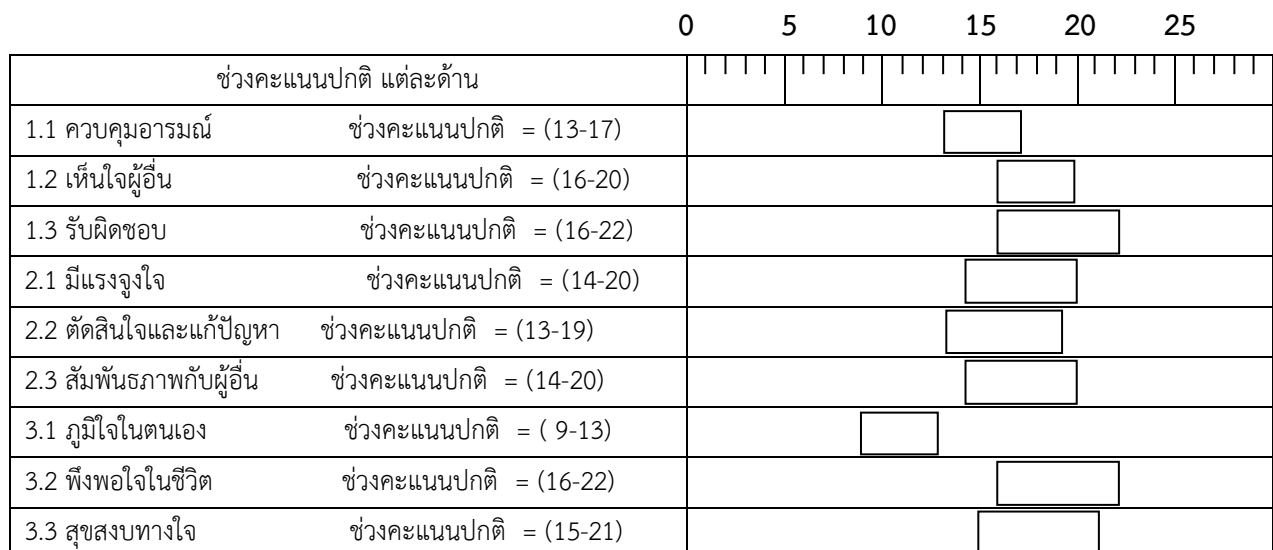 0 5 10 15 20 25
ช่วงคะแนนปกติ แต่ละด้าน
1.1 ควบคุมอารมณ์ ช่วงคะแนนปกติ = (13-17)
1.2 เห็นใจผู้อื่น ช่วงคะแนนปกติ = (16-20)
1.3 รับผิดชอบ ช่วงคะแนนปกติ = (16-22)
2.1 มีแรงจูงใจ ช่วงคะแนนปกติ = (14-20)
2.2 ตัดสินใจและแก้ปัญหา ช่วงคะแนนปกติ = (13-19)
2.3 สัมพันธภาพกับผู้อื่น ช่วงคะแนนปกติ = (14-20)
3.1 ภูมิใจในตนเอง ช่วงคะแนนปกติ = ( 9-13)
3.2 พึงพอใจในชีวิต ช่วงคะแนนปกติ = (16-22)
3.3 สุขสงบทางใจ ช่วงคะแนนปกติ = (15-21)